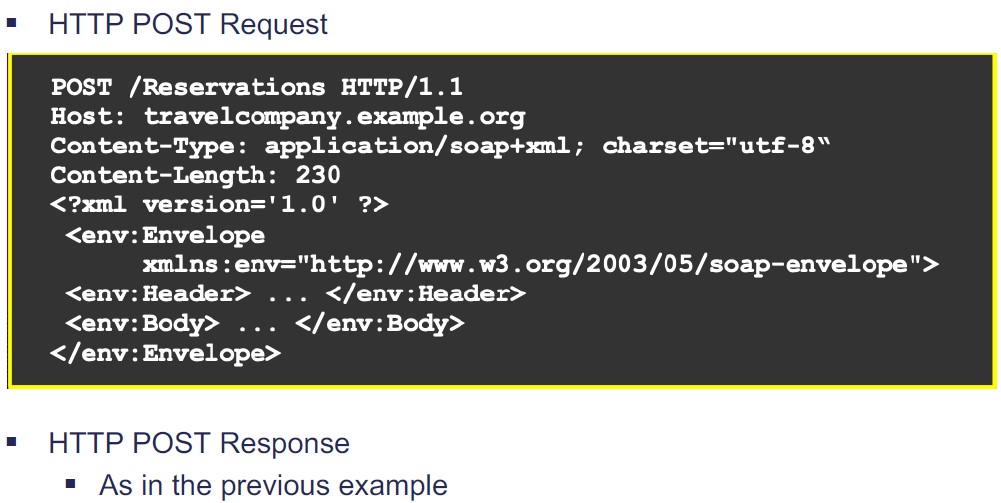 ▪ HTTP POST Request
POST /Reservations HTTP/1.1
Host: travelcompany.example.org
Content-Type: application/soap+xml; charset="utf-8“
Content-Length: 230
<?xml version='1.0' ?>
<env:Envelope
xmlns:env="http://www.w3.org/2003/05/soap-envelope">
<env:Header> ... </env:Header>
<env:Body> ... </env:Body>
</env:Envelope>
▪ HTTP POST Response
▪ As in the previous example